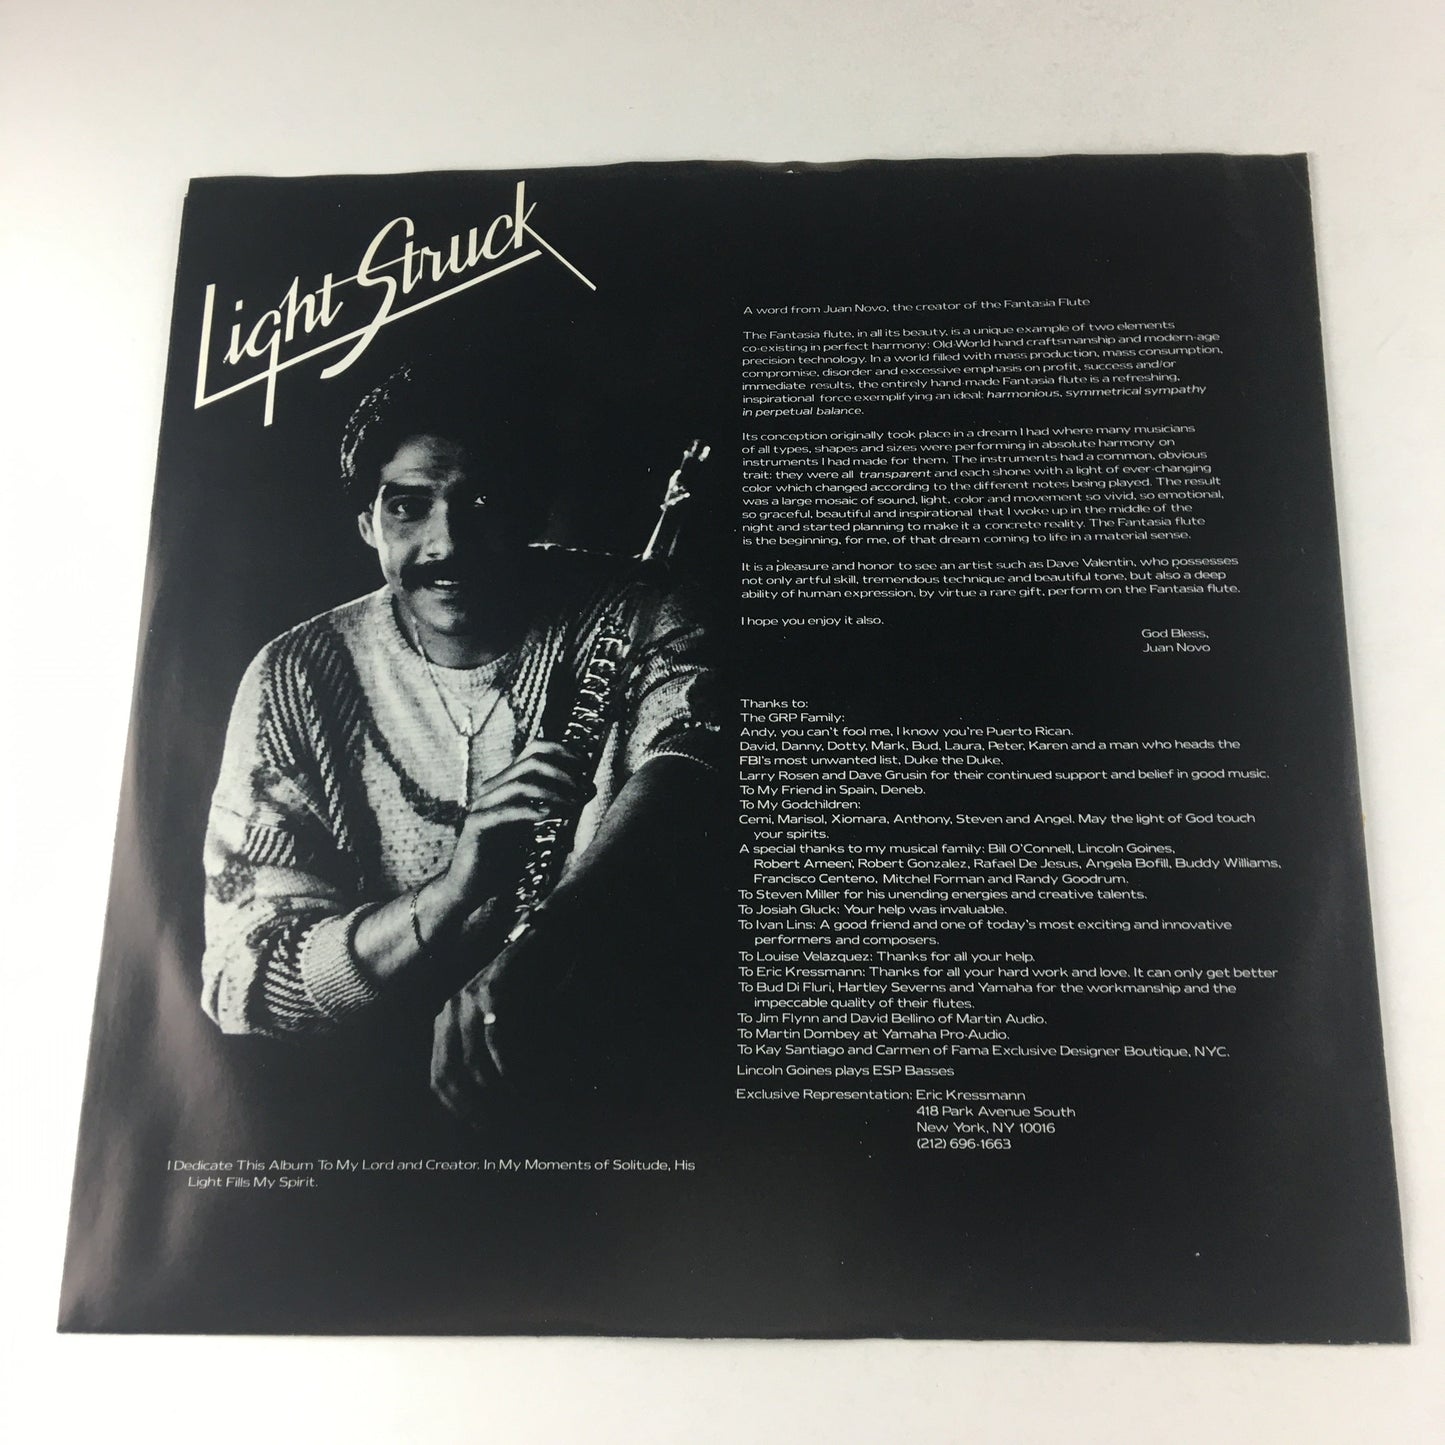 Light Struck
A word from Juan Novo, the creator of the Fantasia Flute
The Fantasia flute, in all its beauty, is a unique example of two elements
co-existing in perfect harmony: Old-World hand craftsmanship and modern-age
precision technology. In a world filled with mass production, mass consumption,
compromise, disorder and excessive emphasis on profit, success and/or
immediate results, the entirely hand-made Fantasia flute is a refreshing,
inspirational force exemplifying an ideal: harmonious, symmetrical sympathy
in perpetual balance.
Its conception originally took place in a dream I had where many musicians
of all types, shapes and sizes were performing in absolute harmony on
instruments I had made for them. The instruments had a common, obvious
trait: they were all transparent and each shone with a light of ever-changing
color which changed according to the different notes being played. The result
was a large mosaic of sound, light, color and movement so vivid, so emotional,
so graceful, beautiful and inspirational that I woke up in the middle of the
night and started planning to make it a concrete reality. The Fantasia flute
is the beginning, for me, of that dream coming to life in a material sense.
It is a pleasure and honor to see an artist such as Dave Valentin, who possesses
not only artful skill, tremendous technique and beautiful tone, but also a deep
ability of human expression, by virtue a rare gift, perform on the Fantasia flute.
I hope you enjoy it also.
God Bless,
Juan Novo
Thanks to:
The GRP Family:
Andy, you can't fool me, I know you're Puerto Rican.
David, Danny, Dotty, Mark, Bud, Laura, Peter, Karen and a man who heads the
FBI's most unwanted list, Duke the Duke.
Larry Rosen and Dave Grusin for their continued support and belief in good music.
To My Friend in Spain, Deneb.
To My Godchildren:
Cemi, Marisol, Xiomara, Anthony, Steven and Angel. May the light of God touch
your spirits.
A special thanks to my musical family: Bill O'Connell, Lincoln Goines,
Robert Ameen, Robert Gonzalez, Rafael De Jesus, Angela Bofill, Buddy Williams,
Francisco Centeno, Mitchel Forman and Randy Goodrum.
To Steven Miller for his unending energies and creative talents.
To Josiah Gluck: Your help was invaluable.
To Ivan Lins: A good friend and one of today's most exciting and innovative
performers and composers.
To Louise Velazquez: Thanks for all your help.
To Eric Kressmann: Thanks for all your hard work and love. It can only get better
To Bud Di Fluri, Hartley Severns and Yamaha for the workmanship and the
impeccable quality of their flutes.
To Jim Flynn and David Bellino of Martin Audio.
To Martin Dombey at Yamaha Pro-Audio.
To Kay Santiago and Carmen of Fama Exclusive Designer Boutique, NYC.
Lincoln Goines plays ESP Basses
Exclusive Representation: Eric Kressmann
418 Park Avenue South
New York, NY 10016
(212) 696-1663
I Dedicate This Album To My Lord and Creator. In My Moments of Solitude, His
Light Fills My Spirit.